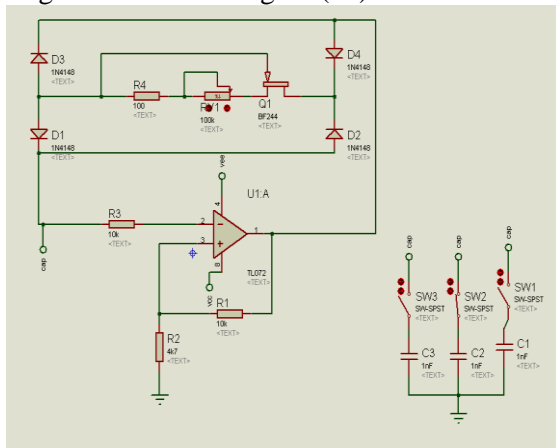 D3
1N4148
<TEXT>
D4
1N4148
<TEXT>
R4
100
<TEXT>
RV1
100k
<TEXT>
Q1
BF244
<TEXT>
D1
1N4148
<TEXT>
D2
1N4148
<TEXT>
vee
U1:A
4
2
3
1
8
TL072
<TEXT>
R3
10k
<TEXT>
cap
vcc
R1
10k
<TEXT>
R2
4k7
<TEXT>
cap
cap
cap
SW3
SW-SPST
<TEXT>
SW2
SW-SPST
<TEXT>
SW1
SW-SPST
<TEXT>
C3
1nF
<TEXT>
C2
1nF
<TEXT>
C1
1nF
<TEXT>